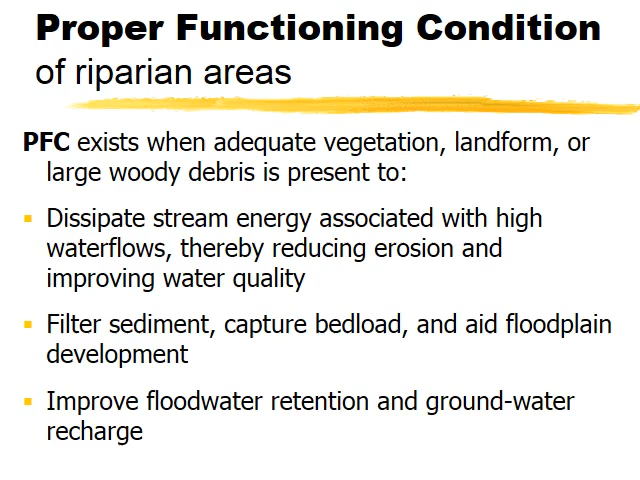 Proper Functioning Condition
of riparian areas
PFC exists when adequate vegetation, landform, or
large woody debris is present to:
▪ Dissipate stream energy associated with high
waterflows, thereby reducing erosion and
improving water quality
▪ Filter sediment, capture bedload, and aid floodplain
development
▪ Improve floodwater retention and ground-water
recharge